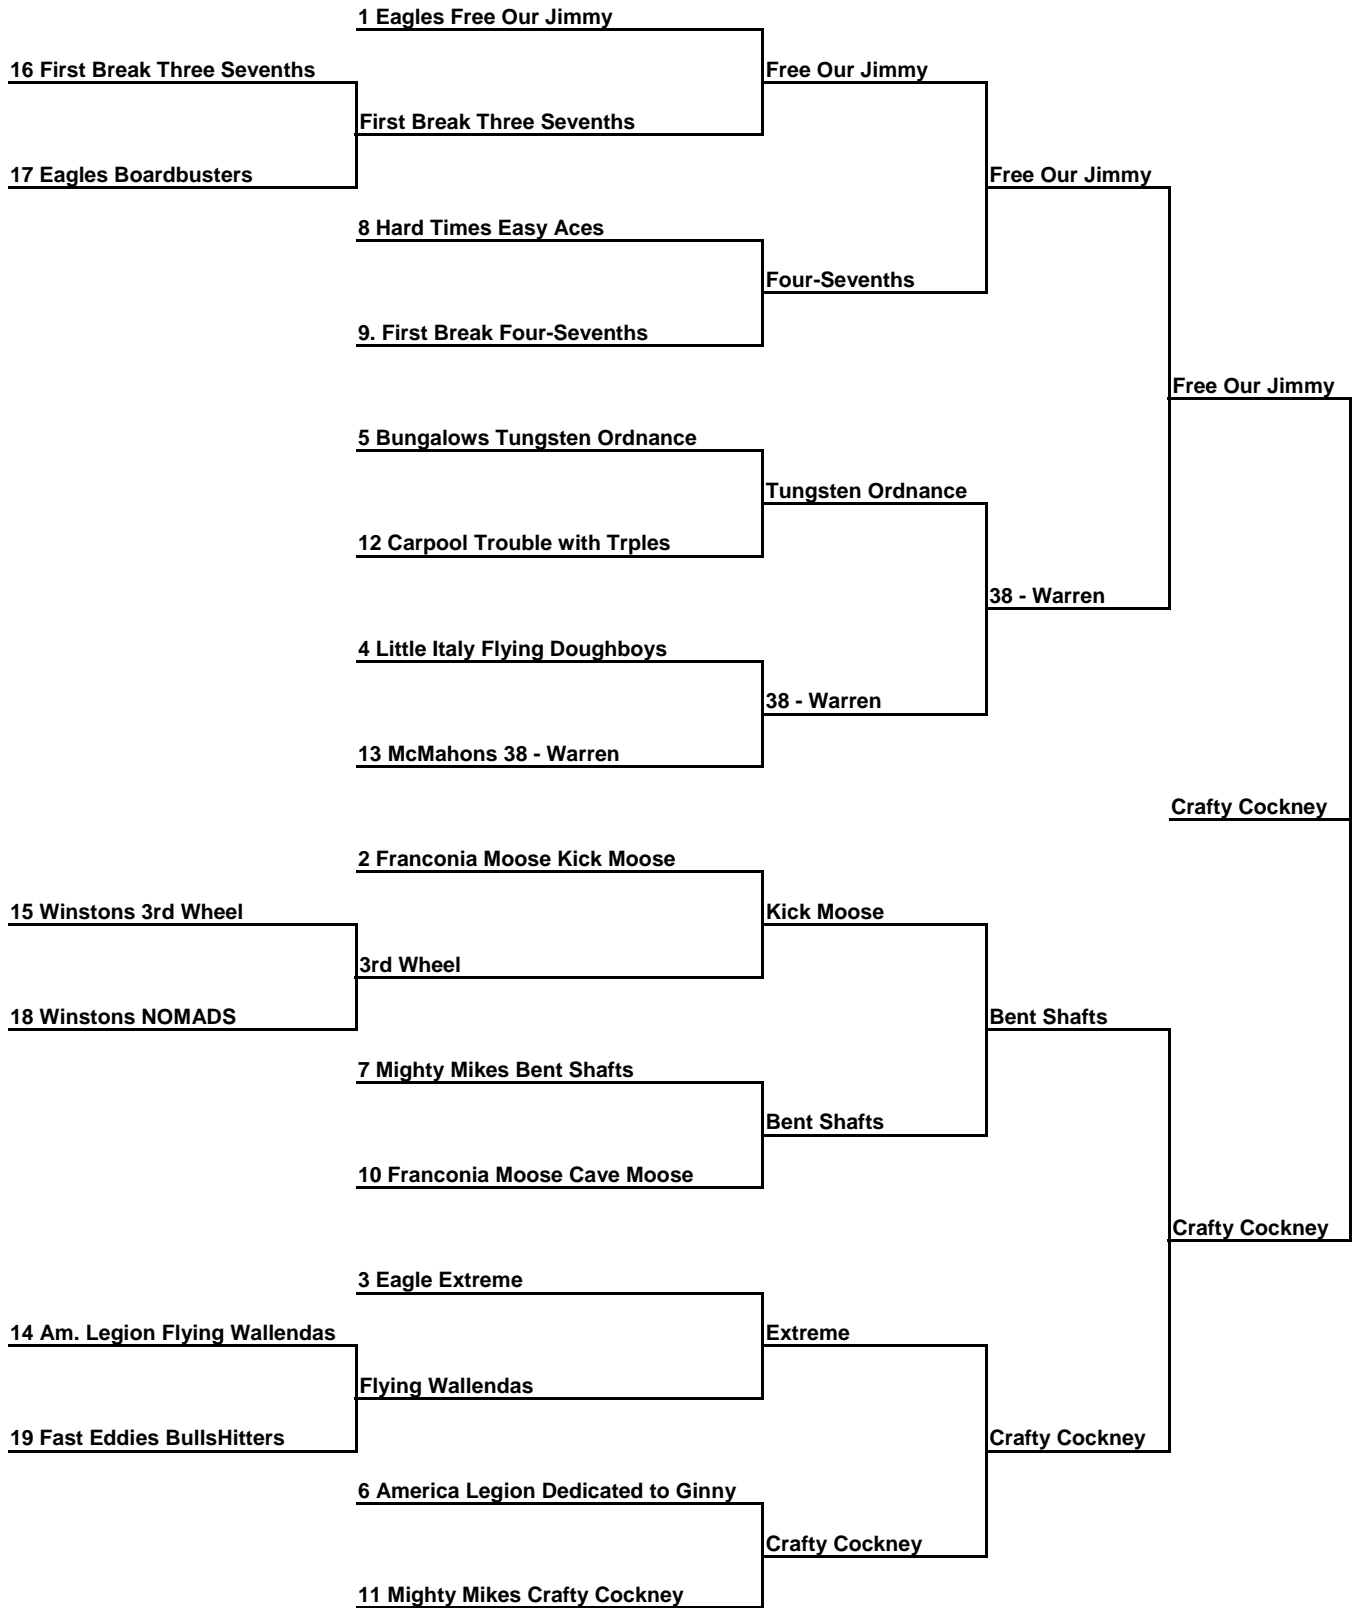 1 Eagles Free Our Jimmy
16 First Break Three Sevenths
Free Our Jimmy
First Break Three Sevenths
17 Eagles Boardbusters
Free Our Jimmy
8 Hard Times Easy Aces
Four-Sevenths
9. First Break Four-Sevenths
Free Our Jimmy
5 Bungalows Tungsten Ordnance
Tungsten Ordnance
12 Carpool Trouble with Trples
38 - Warren
4 Little Italy Flying Doughboys
38 - Warren
13 McMahons 38 - Warren
Crafty Cockney
2 Franconia Moose Kick Moose
15 Winstons 3rd Wheel
Kick Moose
3rd Wheel
18 Winstons NOMADS
Bent Shafts
7 Mighty Mikes Bent Shafts
Bent Shafts
10 Franconia Moose Cave Moose
Crafty Cockney
3 Eagle Extreme
14 Am. Legion Flying Wallendas
Extreme
Flying Wallendas
19 Fast Eddies BullsHitters
Crafty Cockney
6 America Legion Dedicated to Ginny
Crafty Cockney
11 Mighty Mikes Crafty Cockney